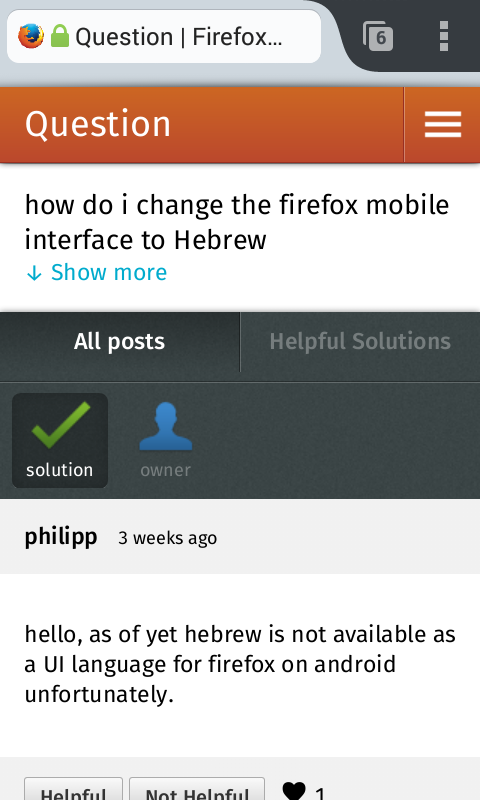 Question | Firefox...
6
Question
how do i change the firefox mobile
interface to Hebrew
↓ Show more
All posts
Helpful Solutions
solution
owner
philipp 3 weeks ago
hello, as of yet hebrew is not available as
a UI language for firefox on android
unfortunately.
Helpful
Not Helpful
1